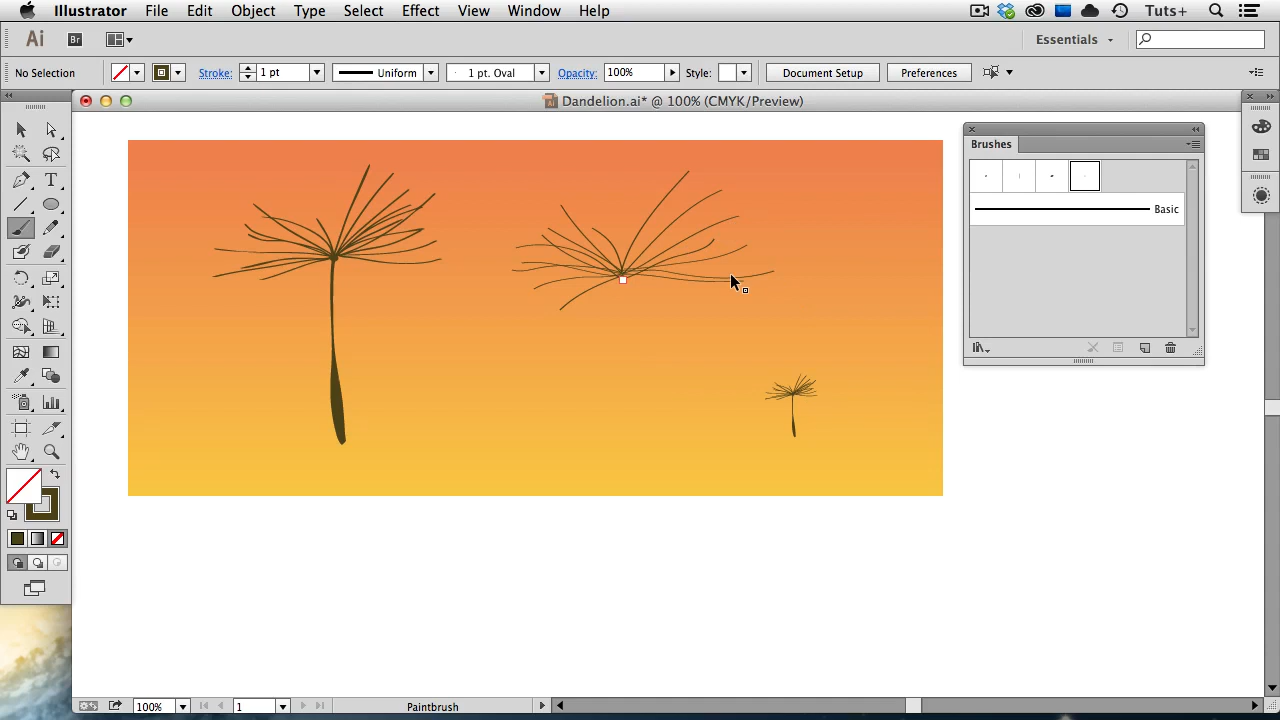 Illustrator File Edit Object Type Select Effect View Window Help Tuts+
Ai Br Essentials
No Selection Stroke: 1 pt Uniform 1 pt. Oval Opacity: 100% Style: Document Setup Preferences
Dandelion.ai* @ 100% (CMYK/Preview)
Brushes
Basic
T
100% 1 Paintbrush